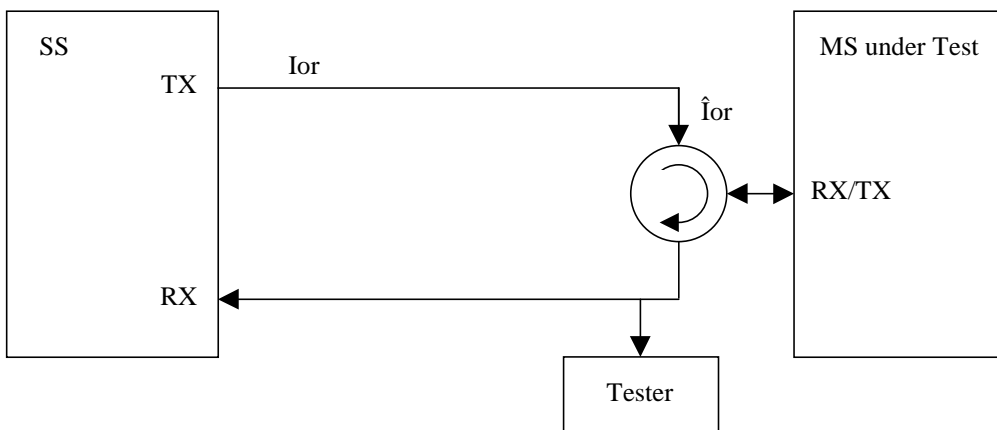 SS
MS under Test
TX
Ior
Îor
RX/TX
RX
Tester